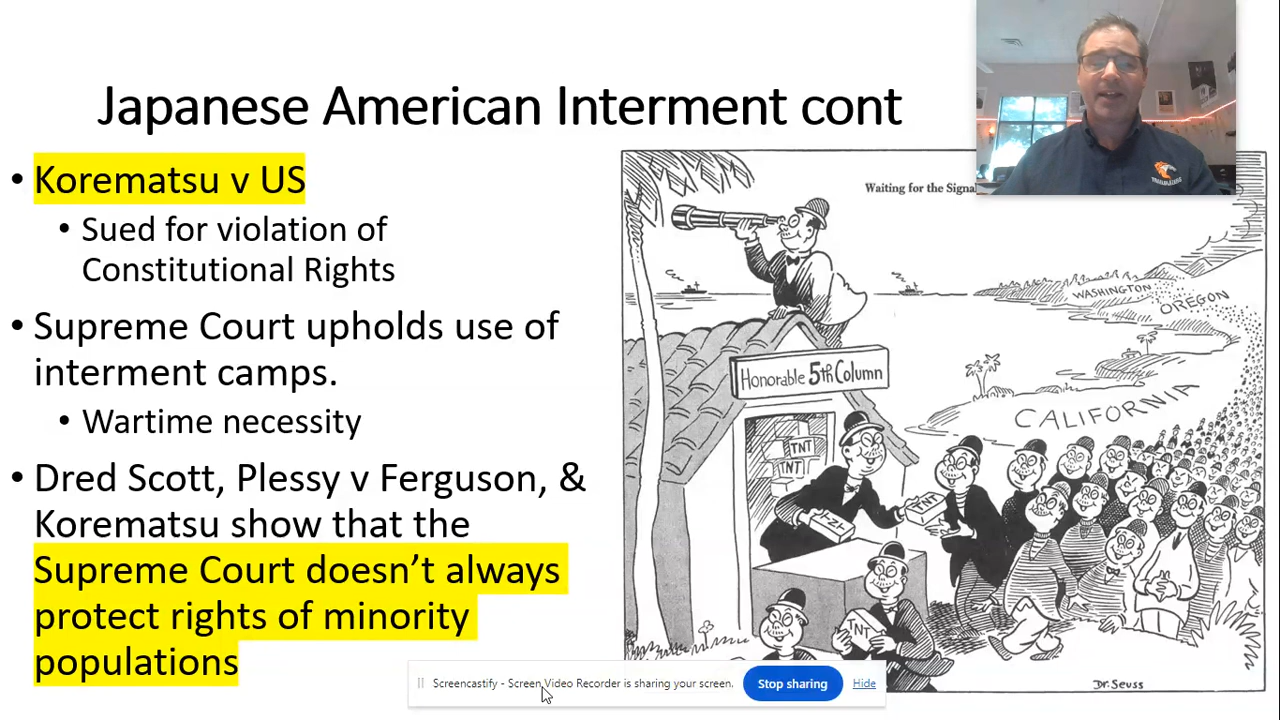 Japanese American Interment cont
• Korematsu v US
• Sued for violation of
Constitutional Rights
• Supreme Court upholds use of
interment camps.
• Wartime necessity
• Dred Scott, Plessy v Ferguson, &
Korematsu show that the
Supreme Court doesn't always
protect rights of minority
populations
Waiting for the Signa
WASHINGTON
OREGON
CALIFORNIA
Honorable 5th Column
TNT
TNT
TNT
TNT
TNT
Dr. Seuss
Screencastify - Screen Video Recorder is sharing your screen.
Stop sharing
Hide